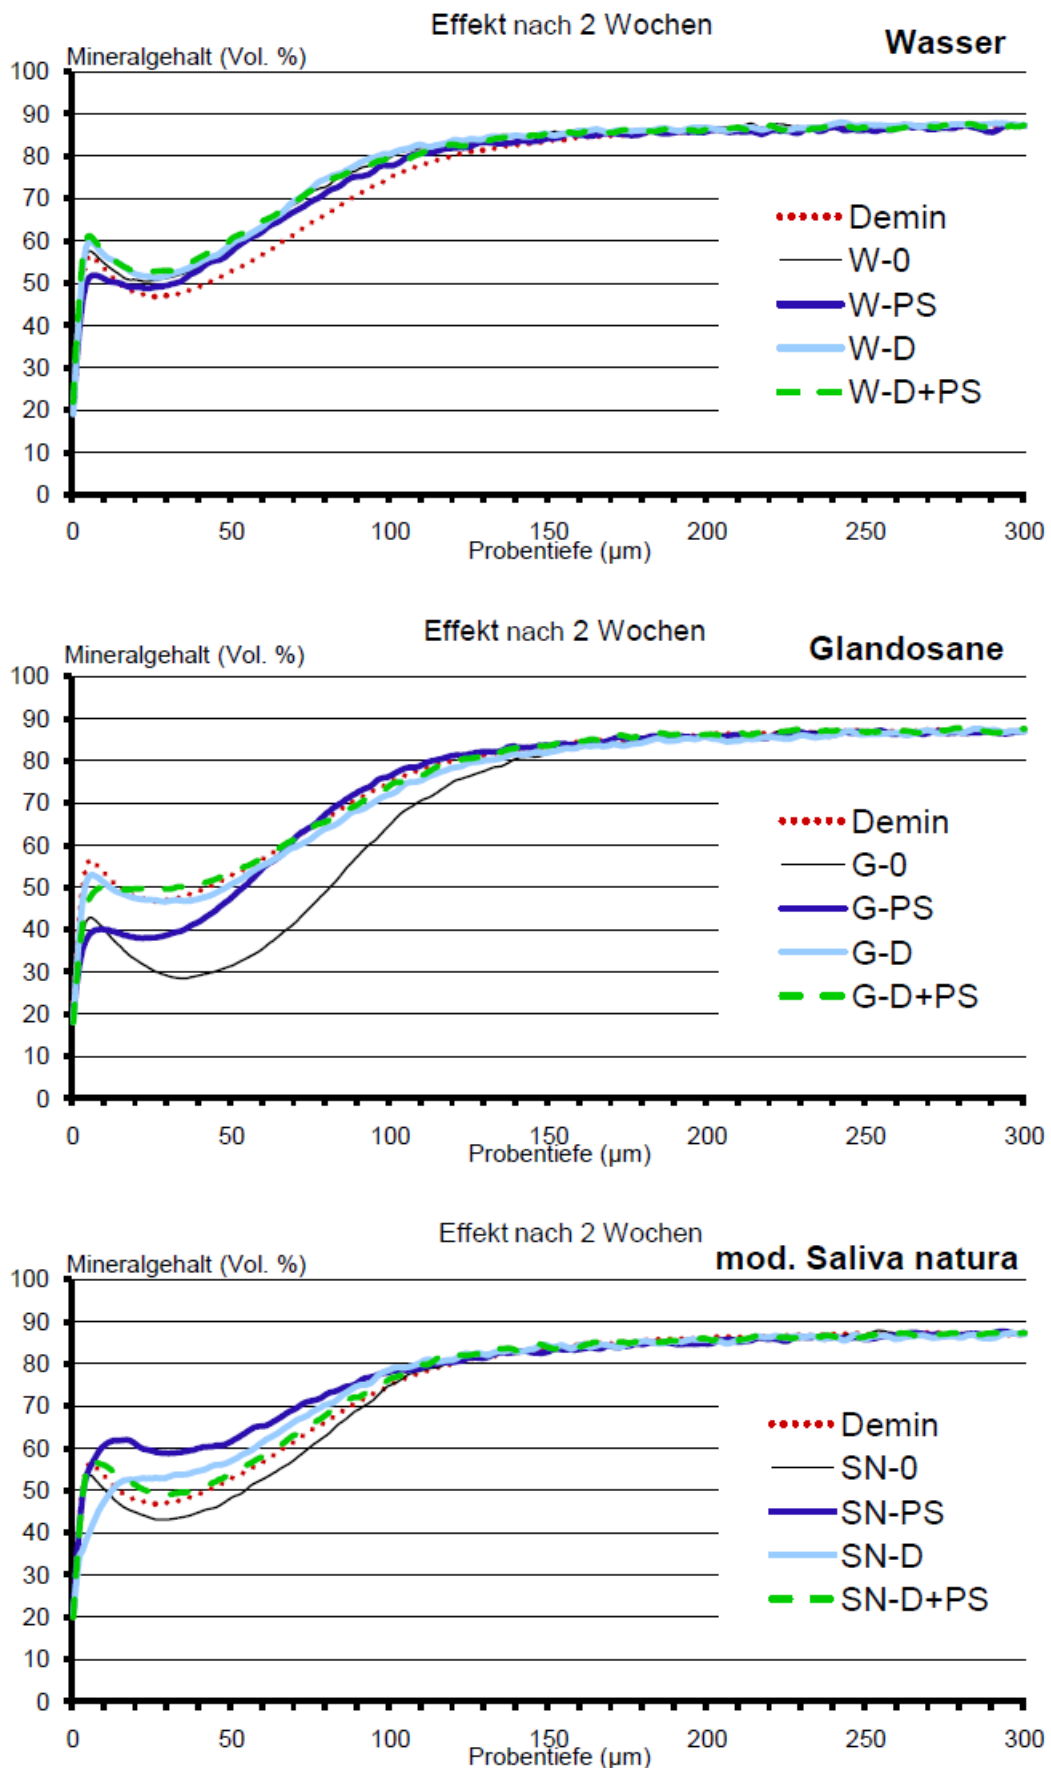 Effekt nach 2 Wochen
Wasser
Mineralgehalt (Vol. %)
100
90
80
70
60
50
40
30
20
10
0
Demin
W-0
W-PS
W-D
W-D+PS
0 50 100 150 200 250 300
Probentiefe (µm)
Effekt nach 2 Wochen
Glandosane
Mineralgehalt (Vol. %)
100
90
80
70
60
50
40
30
20
10
0
Demin
G-0
G-PS
G-D
G-D+PS
0 50 100 150 200 250 300
Probentiefe (µm)
Effekt nach 2 Wochen
mod. Saliva natura
Mineralgehalt (Vol. %)
100
90
80
70
60
50
40
30
20
10
0
Demin
SN-0
SN-PS
SN-D
SN-D+PS
0 50 100 150 200 250 300
Probentiefe (µm)